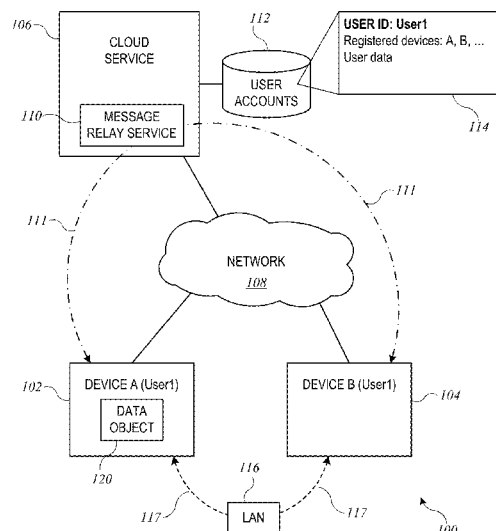 106
CLOUD
SERVICE
110
MESSAGE
RELAY SERVICE
112
USER
ACCOUNTS
USER ID: User1
Registered devices: A, B, ...
User data
114
111
111
NETWORK
108
102
DEVICE A (User1)
DATA
OBJECT
120
DEVICE B (User1)
104
116
LAN
117
117
100